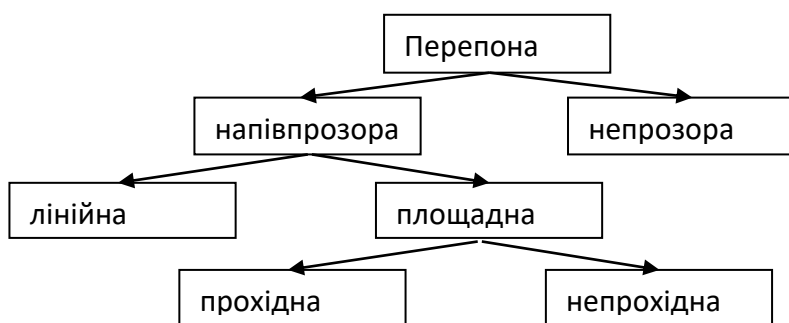 Перепона
напівпрозора
непрозора
лінійна
площадна
прохідна
непрохідна